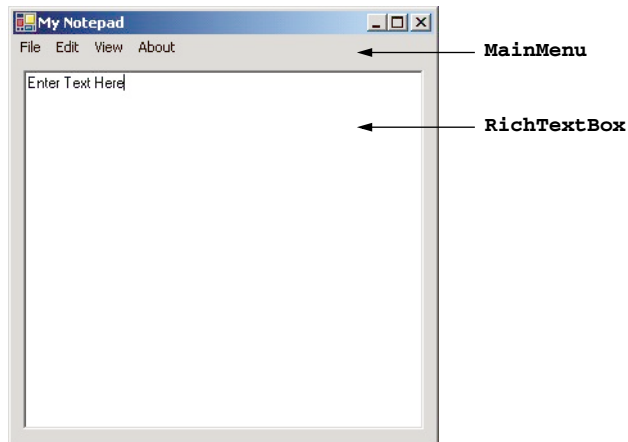 My Notepad
File Edit View About
MainMenu
Enter Text Here
RichTextBox